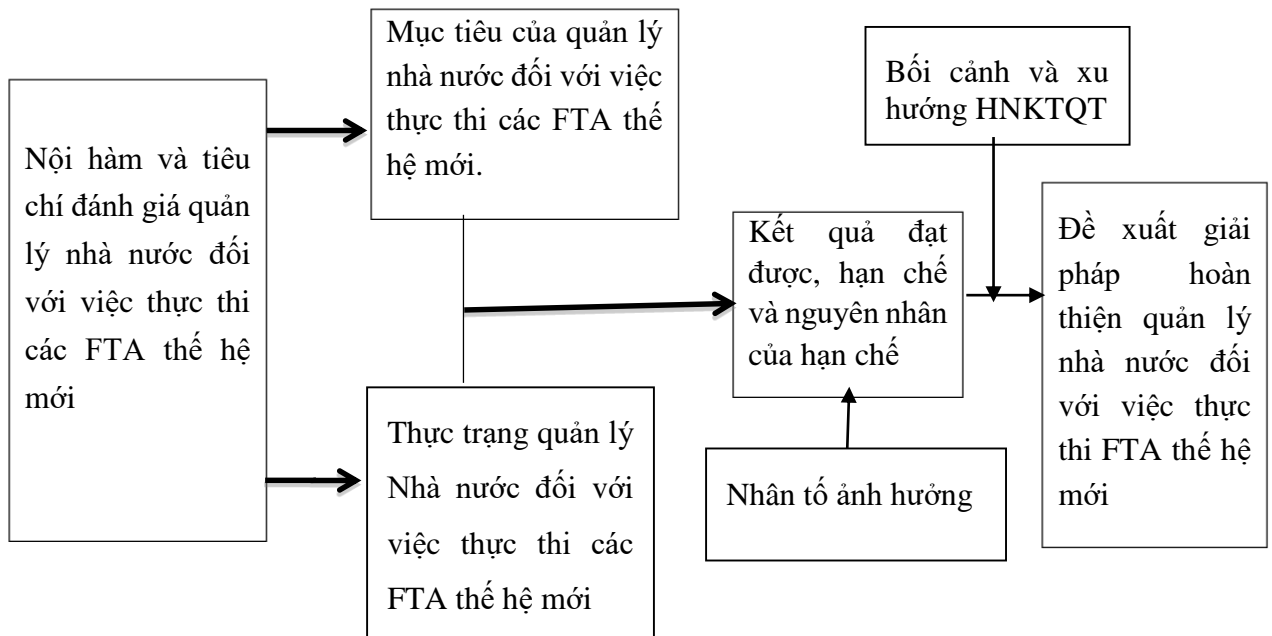 Nội hàm và tiêu
chí đánh giá quản
lý nhà nước đối
với việc thực thi
các FTA thế hệ
mới
Mục tiêu của quản lý
nhà nước đối với việc
thực thi các FTA thế
hệ mới.
Thực trạng quản lý
Nhà nước đối với
việc thực thi các
FTA thế hệ mới
Kết quả đạt
được, hạn chế
và nguyên nhân
của hạn chế
Nhân tố ảnh hưởng
Bối cảnh và xu
hướng HNKTQT
Đề xuất giải
pháp hoàn
thiện quản lý
nhà nước đối
với việc thực
thi FTA thế hệ
mới